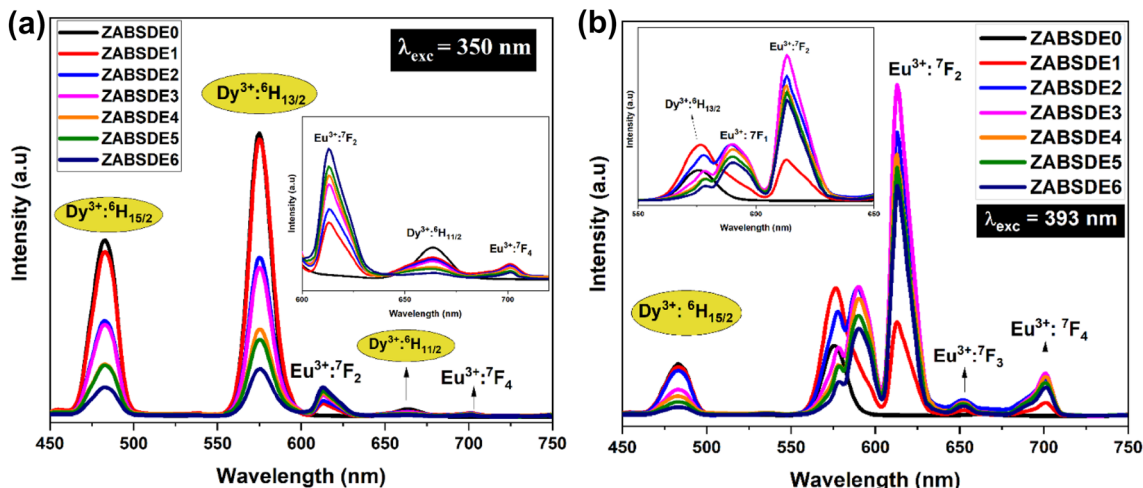 (a)
ZABSDE0
ZABSDE1
ZABSDE2
ZABSDE3
ZABSDE4
ZABSDE5
ZABSDE6
λexc = 350 nm
Dy³⁺:⁶H₁₃/₂
Dy³⁺:⁶H₁₅/₂
Eu³⁺:⁷F₂
Dy³⁺:⁶H₁₁/₂
Eu³⁺:⁷F₄
Intensity (a.u)
600 650 700
Wavelength (nm)
Eu³⁺:⁷F₂
Dy³⁺:⁶H₁₁/₂
Eu³⁺:⁷F₄
Intensity (a.u)
450 500 550 600 650 700 750
Wavelength (nm)
(b)
ZABSDE0
ZABSDE1
ZABSDE2
ZABSDE3
ZABSDE4
ZABSDE5
ZABSDE6
λexc = 393 nm
Eu³⁺: ⁷F₂
Eu³⁺:⁷F₂
Dy³⁺:⁶H₁₃/₂
Eu³⁺: 7F₁
Intensity (a.u)
550 600 650
Wavelength (nm)
Dy³⁺: ⁶H₁₅/₂
Eu³⁺:⁷F₃
Eu³⁺: ⁷F₄
Intensity (a.u)
450 500 550 600 650 700 750
Wavelength (nm)